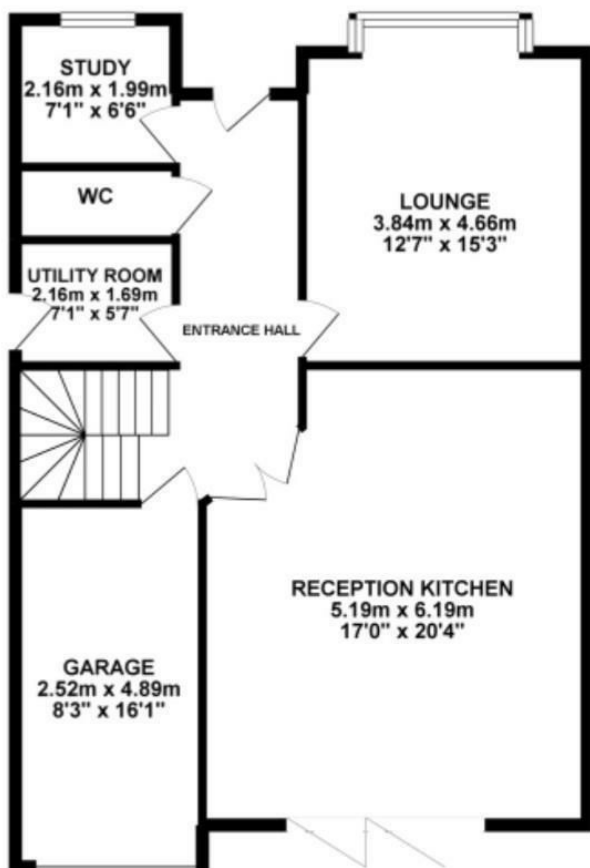 STUDY
2.16m x 1.99m
7'1" x 6'6"
WC
LOUNGE
3.84m x 4.66m
12'7" x 15'3"
UTILITY ROOM
2.16m x 1.69m
7'1" x 5'7"
ENTRANCE HALL
RECEPTION KITCHEN
5.19m x 6.19m
17'0" x 20'4"
GARAGE
2.52m x 4.89m
8'3" x 16'1"